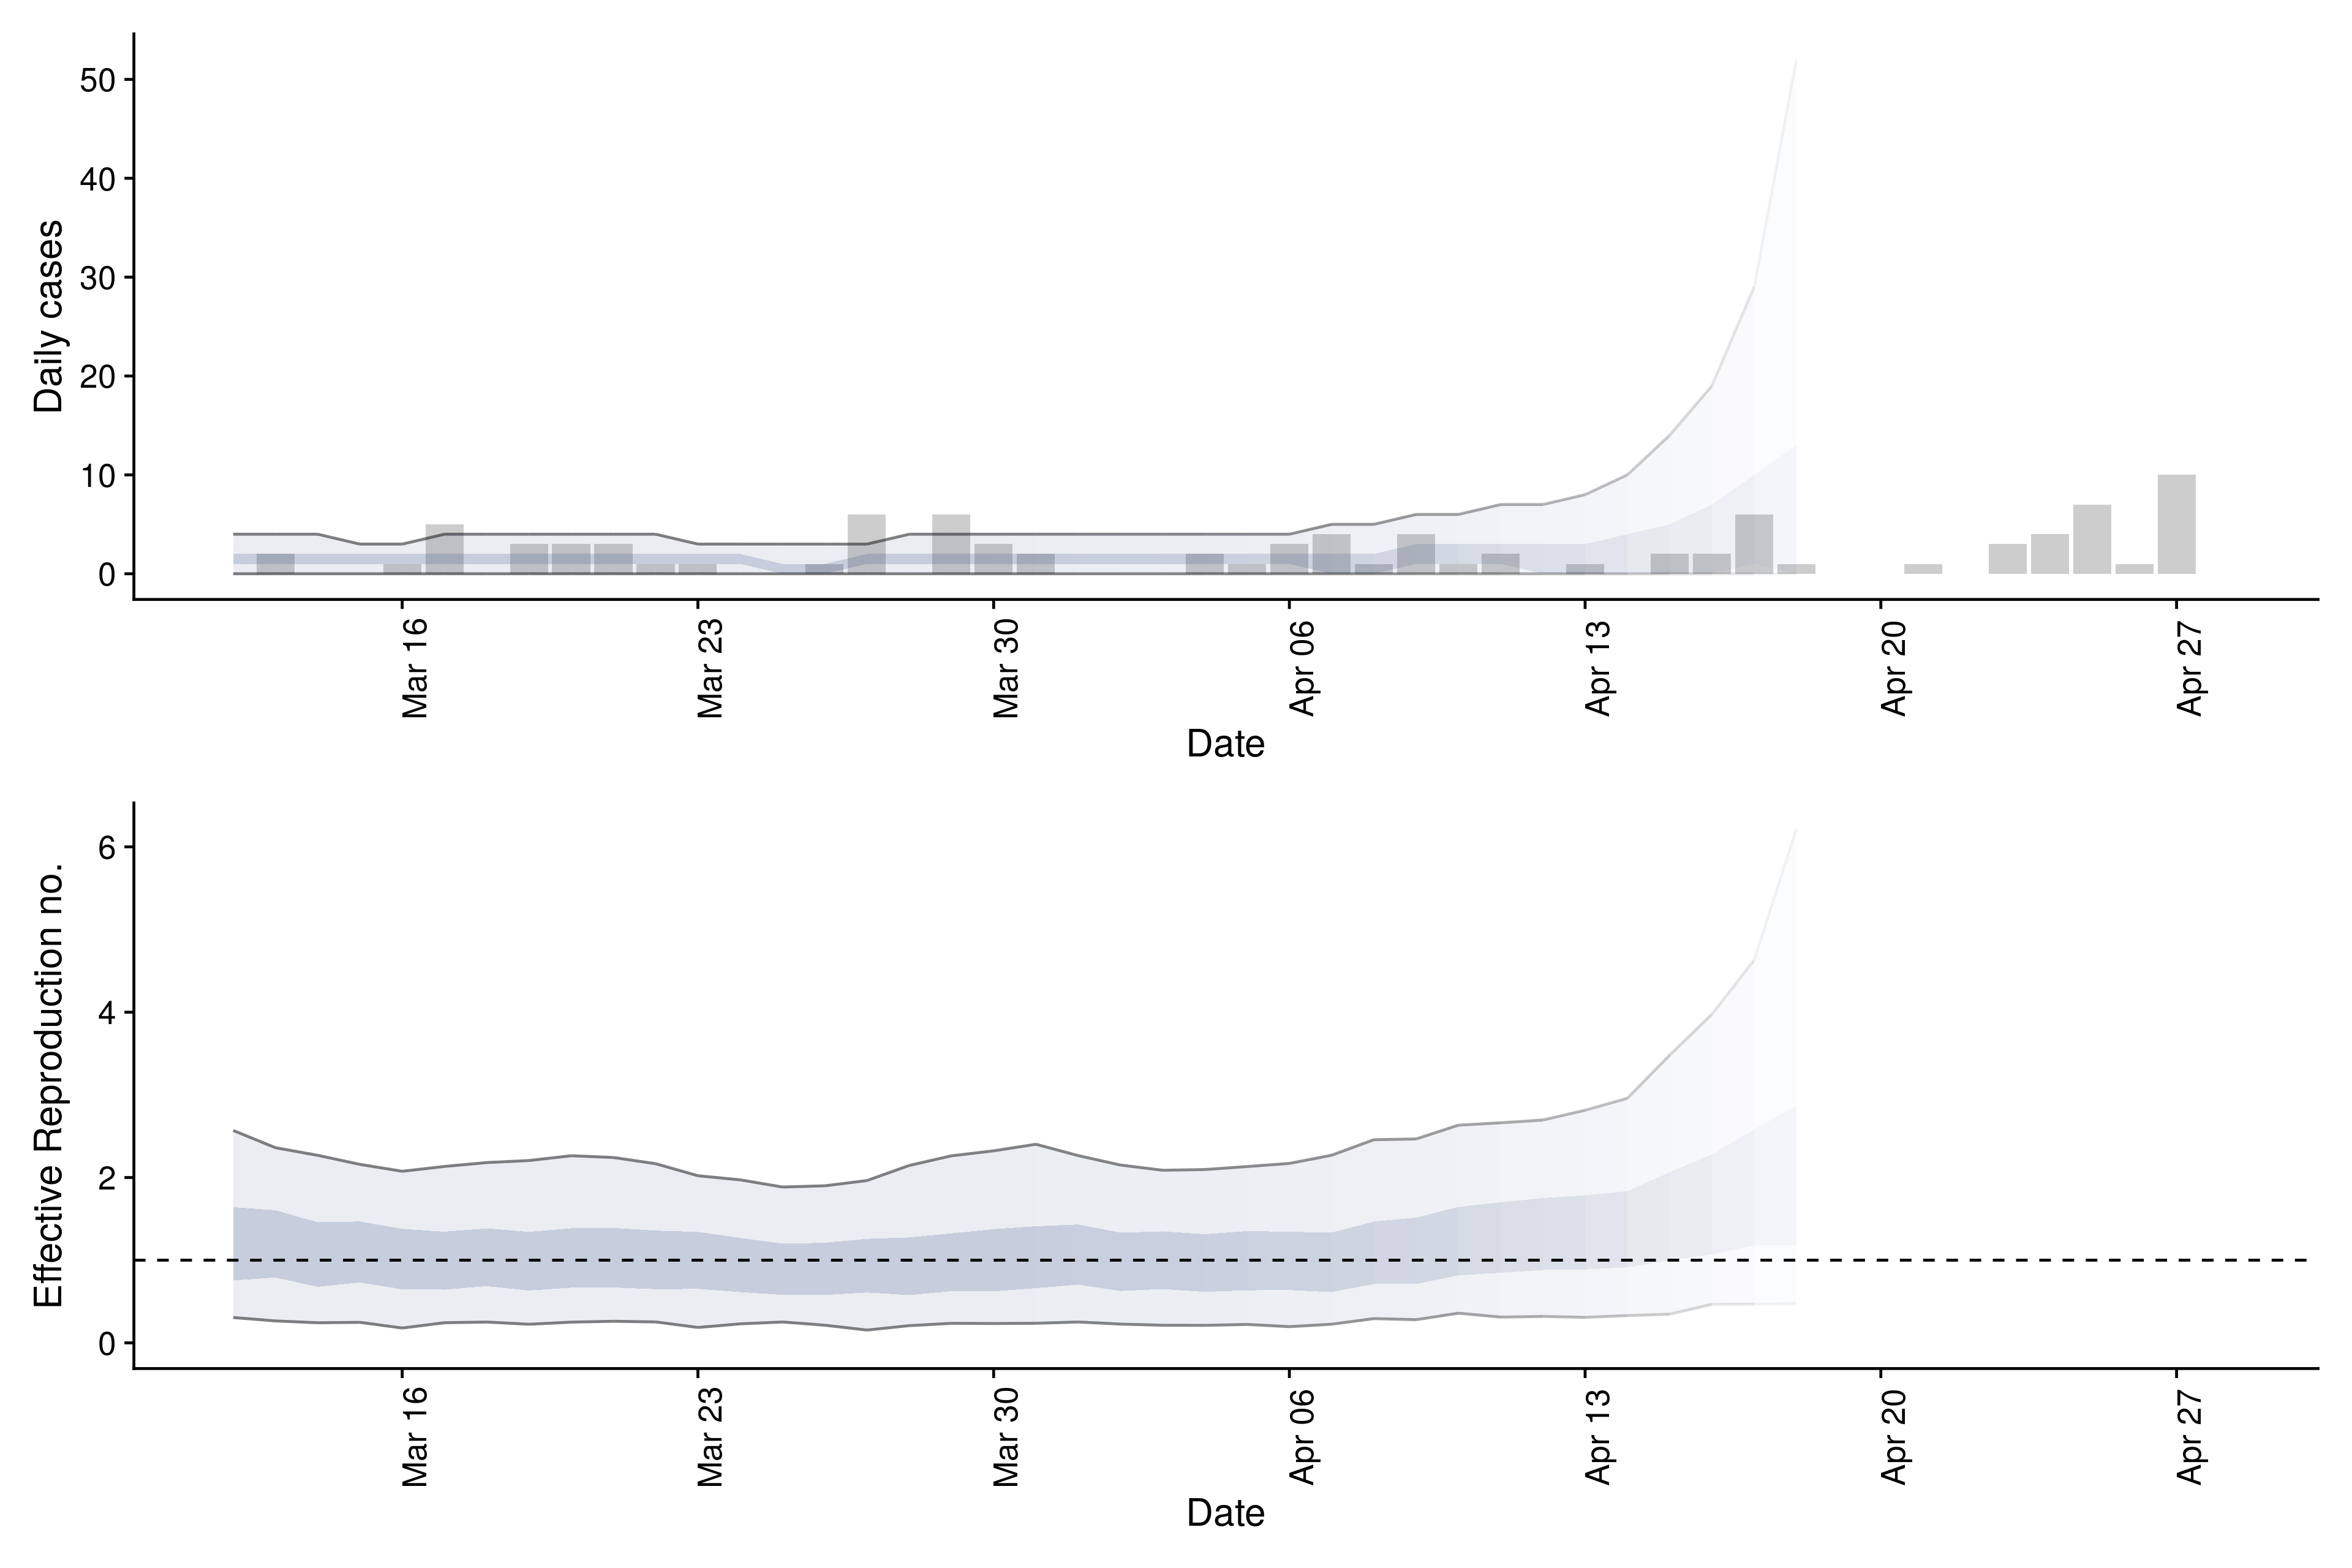 Daily cases
50
40
30
20
10
0
Mar 16
Mar 23
Mar 30
Apr 06
Apr 13
Apr 20
Apr 27
Date
Effective Reproduction no.
6
4
2
0
Mar 16
Mar 23
Mar 30
Apr 06
Apr 13
Apr 20
Apr 27
Date